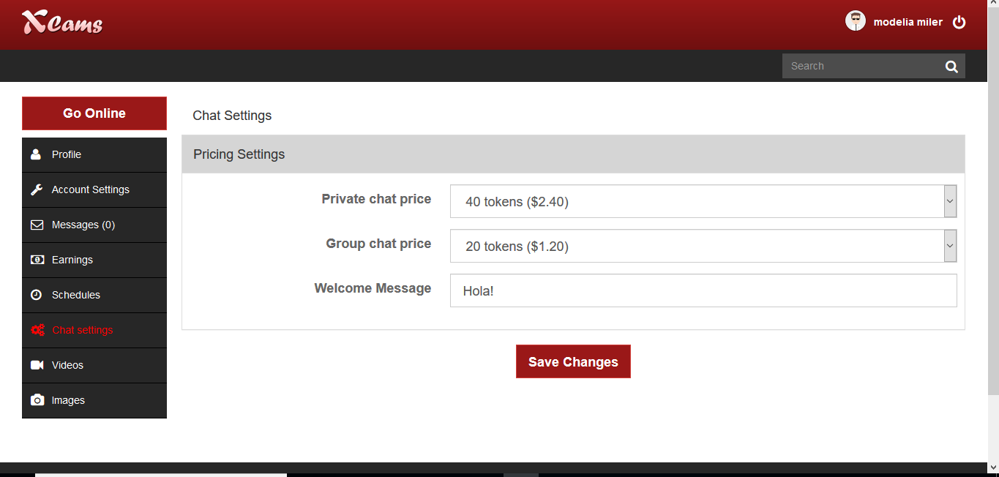 XCams
modelia miler
Search
Go Online
Profile
Account Settings
Messages (0)
Earnings
Schedules
Chat settings
Videos
Images
Chat Settings
Pricing Settings
Private chat price
40 tokens ($2.40)
Group chat price
20 tokens ($1.20)
Welcome Message
Hola!
Save Changes